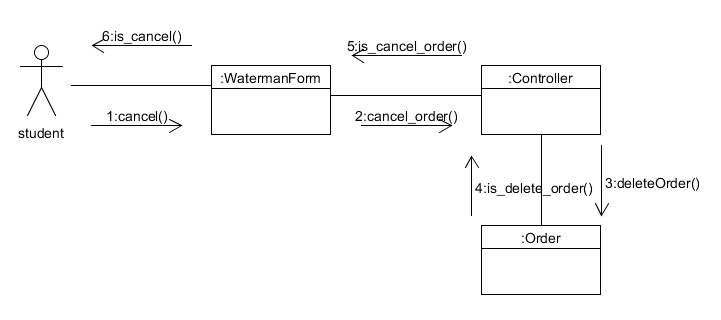 6:is_cancel()
5:is_cancel_order()
:WatermanForm
:Controller
1:cancel()
2:cancel_order()
student
4:is_delete_order()
3:deleteOrder()
:Order